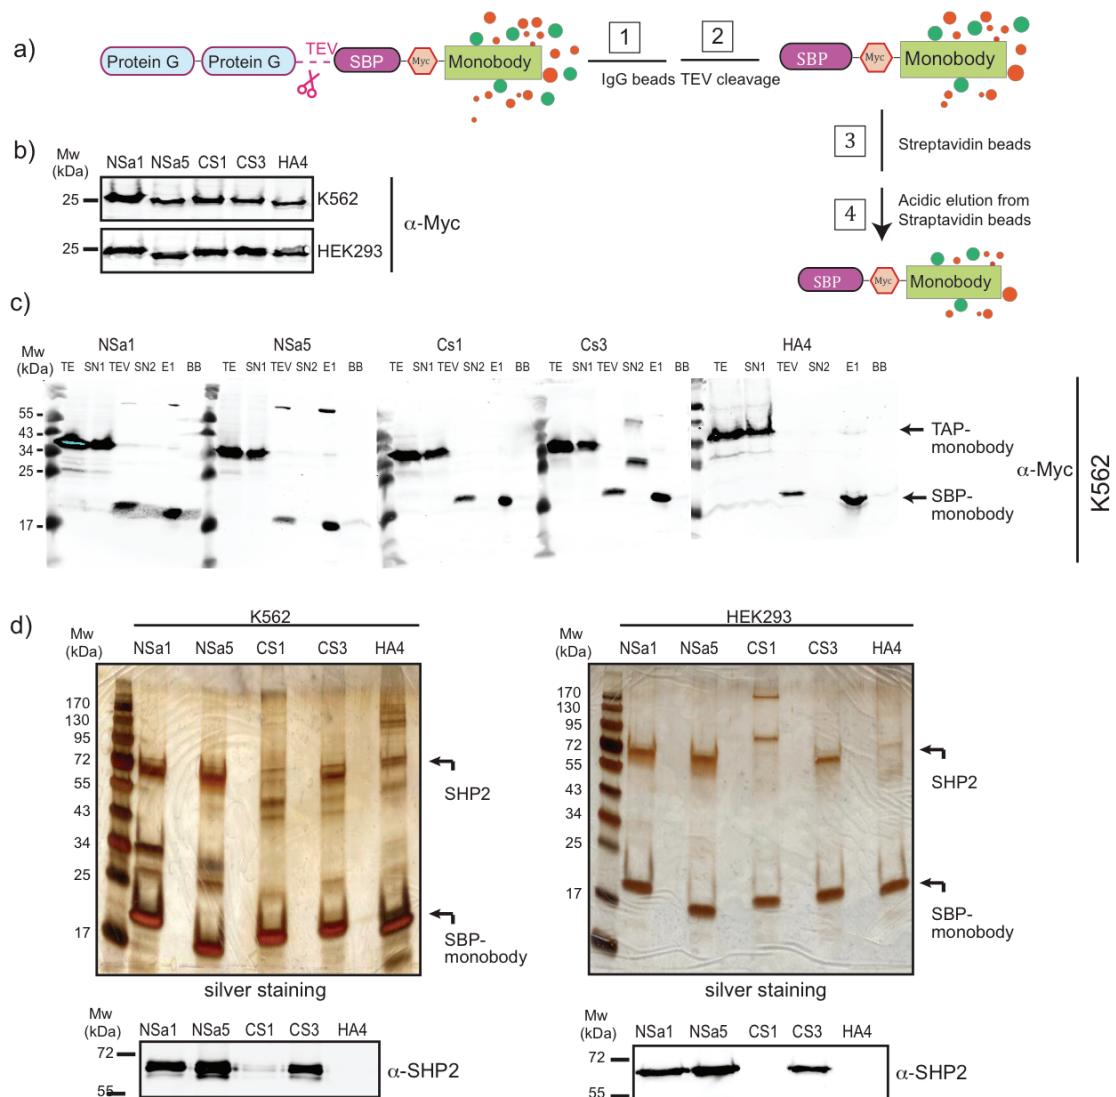 a)
Protein G
Protein G
TEV
SBP
Myc
Monobody
1
2
IgG beads
TEV cleavage
SBP
Myc
Monobody
3
Streptavidin beads
4
Acidic elution from
Straptavidin beads
SBP
Myc
Monobody
b)
Mw
(kDa)
NSa1 NSa5 CS1 CS3 HA4
25
K562
25
HEK293
α-Myc
c)
NSa1 NSa5 Cs1 Cs3 HA4
Mw
(kDa)
TE SN1 TEV SN2 E1 BB
TE SN1 TEV SN2 E1 BB
TE SN1 TEV SN2 E1 BB
TE SN1 TEV SN2 E1 BB
TE SN1 TEV SN2 E1 BB
55
43
34
25
17
TAP-
monobody
α-Myc
SBP-
monobody
K562
d)
K562
Mw
(kDa)
NSa1 NSa5 CS1 CS3 HA4
170
130
95
72
55
43
34
25
17
SHP2
SBP-
monobody
silver staining
Mw
(kDa)
NSa1 NSa5 CS1 CS3 HA4
72
55
α-SHP2
HEK293
Mw
(kDa)
NSa1 NSa5 CS1 CS3 HA4
170
130
95
72
55
43
34
25
17
SHP2
SBP-
monobody
silver staining
Mw
(kDa)
NSa1 NSa5 CS1 CS3 HA4
72
55
α-SHP2